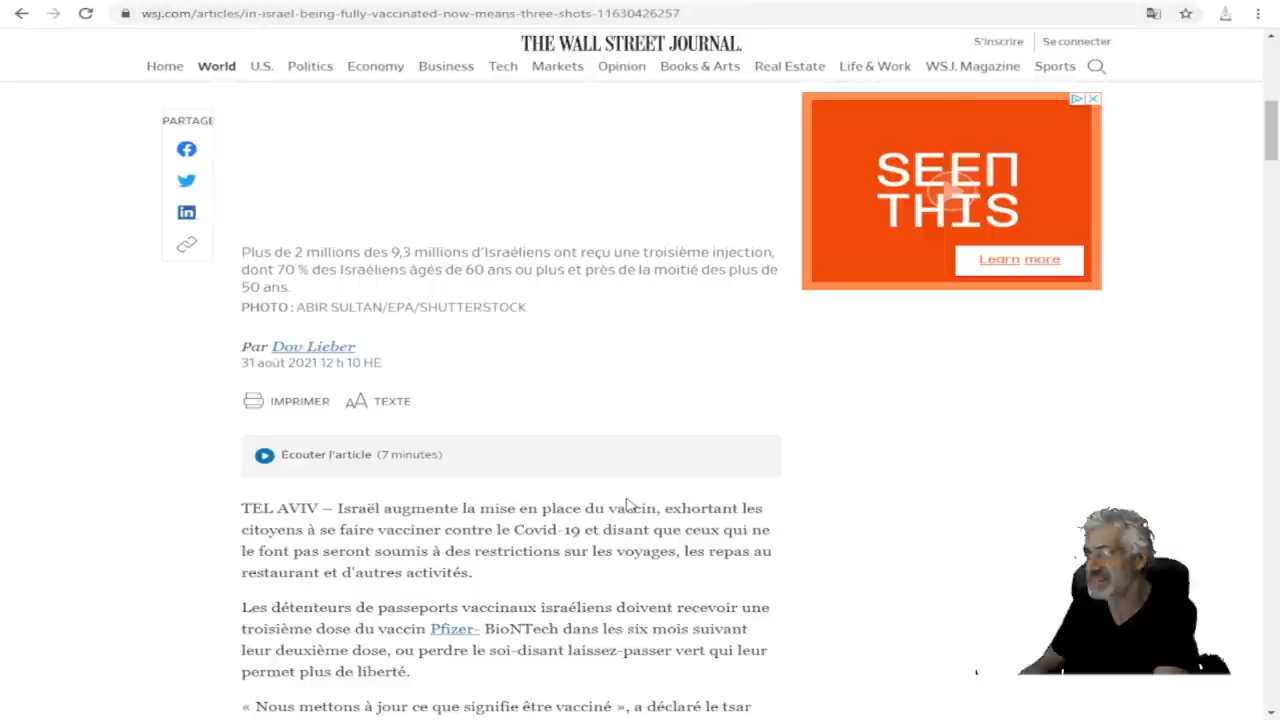 wsj.com/articles/in-israel-being-fully-vaccinated-now-means-three-shots-11630426257
THE WALL STREET JOURNAL.
S'inscrire Se connecter
Home World U.S. Politics Economy Business Tech Markets Opinion Books & Arts Real Estate Life & Work WSJ. Magazine Sports
PARTAGE
SEEN
THIS
Learn more
Plus de 2 millions des 9,3 millions d'Israéliens ont reçu une troisième injection,
dont 70 % des Israéliens âgés de 60 ans ou plus et près de la moitié des plus de
50 ans.
PHOTO : ABIR SULTAN/EPA/SHUTTERSTOCK
Par Dov Lieber
31 août 2021 12 h 10 HE
IMPRIMER AA TEXTE
Écouter l'article (7 minutes)
TEL AVIV – Israël augmente la mise en place du vaccin, exhortant les
citoyens à se faire vacciner contre le Covid-19 et disant que ceux qui ne
le font pas seront soumis à des restrictions sur les voyages, les repas au
restaurant et d'autres activités.
Les détenteurs de passeports vaccinaux israéliens doivent recevoir une
troisième dose du vaccin Pfizer- BioNTech dans les six mois suivant
leur deuxième dose, ou perdre le soi-disant laissez-passer vert qui leur
permet plus de liberté.
« Nous mettons à jour ce que signifie être vacciné », a déclaré le tsar